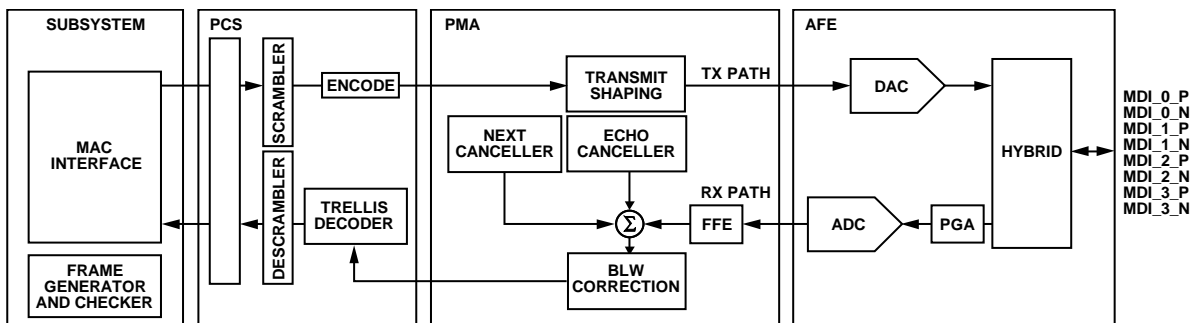 SUBSYSTEM
MAC
INTERFACE
FRAME
GENERATOR
AND CHECKER
PCS
SCRAMBLER
ENCODE
DESCRAMBLER
TRELLIS
DECODER
PMA
TRANSMIT
SHAPING
TX PATH
NEXT
CANCELLER
ECHO
CANCELLER
RX PATH
Σ
FFE
BLW
CORRECTION
AFE
DAC
ADC
PGA
HYBRID
MDI_0_P
MDI_0_N
MDI_1_P
MDI_1_N
MDI_2_P
MDI_2_N
MDI_3_P
MDI_3_N